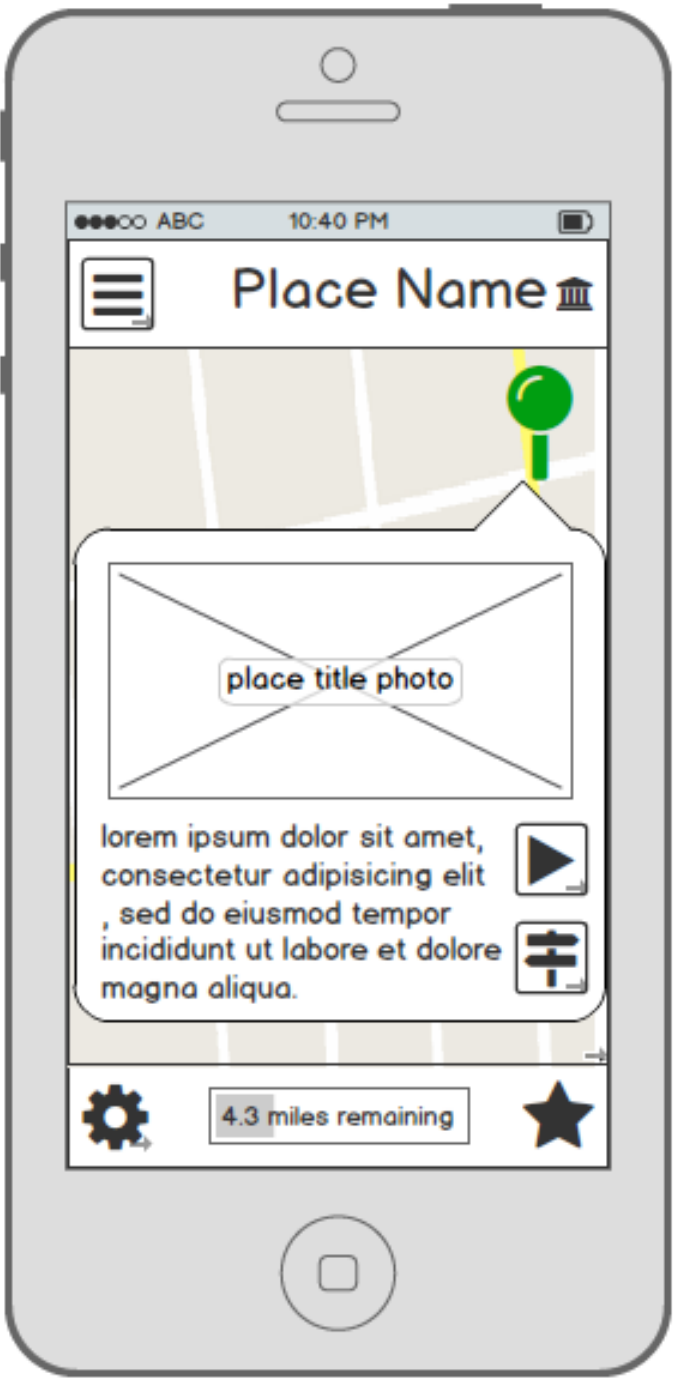 ABC 10:40 PM
Place Name
place title photo
lorem ipsum dolor sit amet,
consectetur adipisicing elit
, sed do eiusmod tempor
incididunt ut labore et dolore
magna aliqua.
4.3 miles remaining